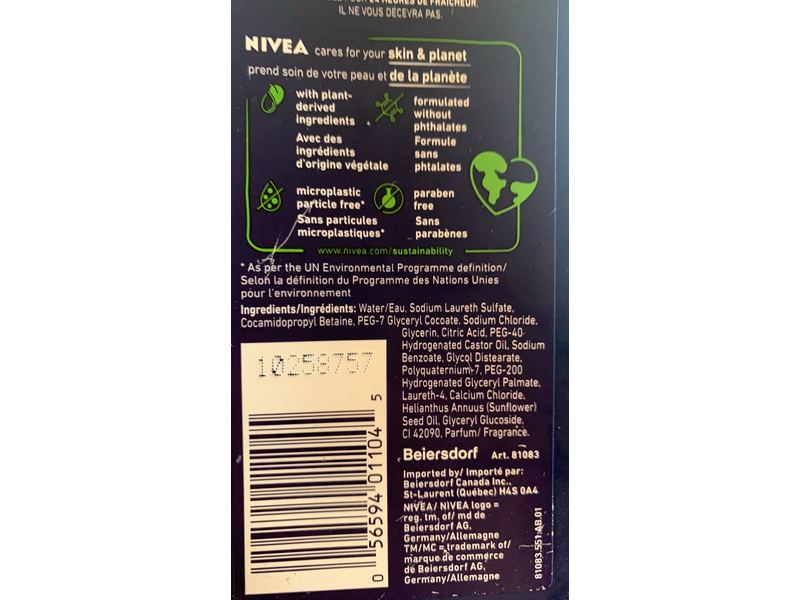 24 HEURES DE FRAÎCHEUR.
IL NE VOUS DÉCEVRA PAS.
NIVEA cares for your skin & planet
prend soin de votre peau et de la planète
with plant-
derived
ingredients
Avec des
ingrédients
d'origine végétale
formulated
without
phthalates
Formule
sans
phtalates
microplastic
particle free*
Sans particules
microplastiques*
paraben
free
Sans
parabènes
www.nivea.com/sustainability
* As per the UN Environmental Programme definition/
Selon la définition du Programme des Nations Unies
pour l'environnement
Ingredients/Ingrédients: Water/Eau, Sodium Laureth Sulfate,
Cocamidopropyl Betaine, PEG-7 Glyceryl Cocoate, Sodium Chloride,
Glycerin, Citric Acid, PEG-40
Hydrogenated Castor Oil, Sodium
Benzoate, Glycol Distearate,
Polyquaternium-7, PEG-200
Hydrogenated Glyceryl Palmate,
Laureth-4, Calcium Chloride,
Helianthus Annuus (Sunflower)
Seed Oil, Glyceryl Glucoside,
CI 42090, Parfum/ Fragrance.
10258757
0 56594 01104 5
Beiersdorf Art. 81083
Imported by/ Importé par:
Beiersdorf Canada Inc.,
St-Laurent (Québec) H4S 0A4
NIVEA/ NIVEA logo =
reg. tm. of/ md de
Beiersdorf AG,
Germany/Allemagne
TM/MC = trademark of/
marque de commerce
de Beiersdorf AG,
Germany/Allemagne
81083.551.AB.01